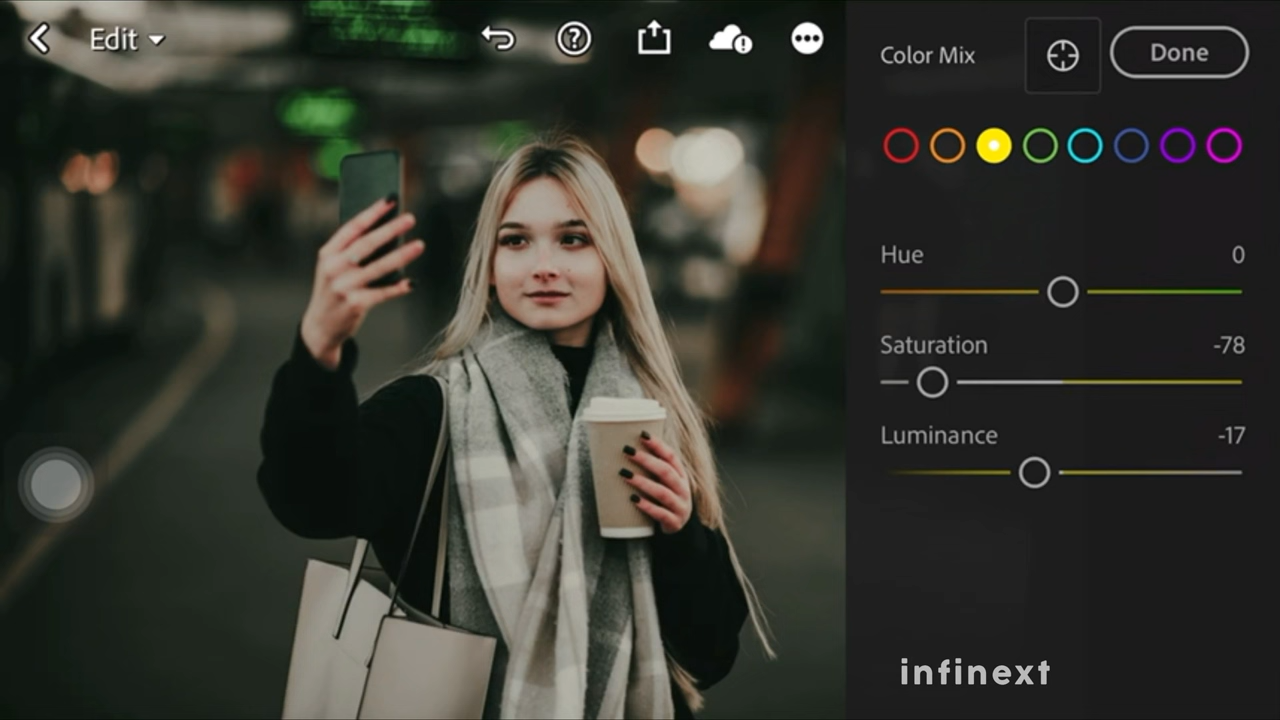 Edit
Color Mix
Done
Hue 0
Saturation -78
Luminance -17
infinext